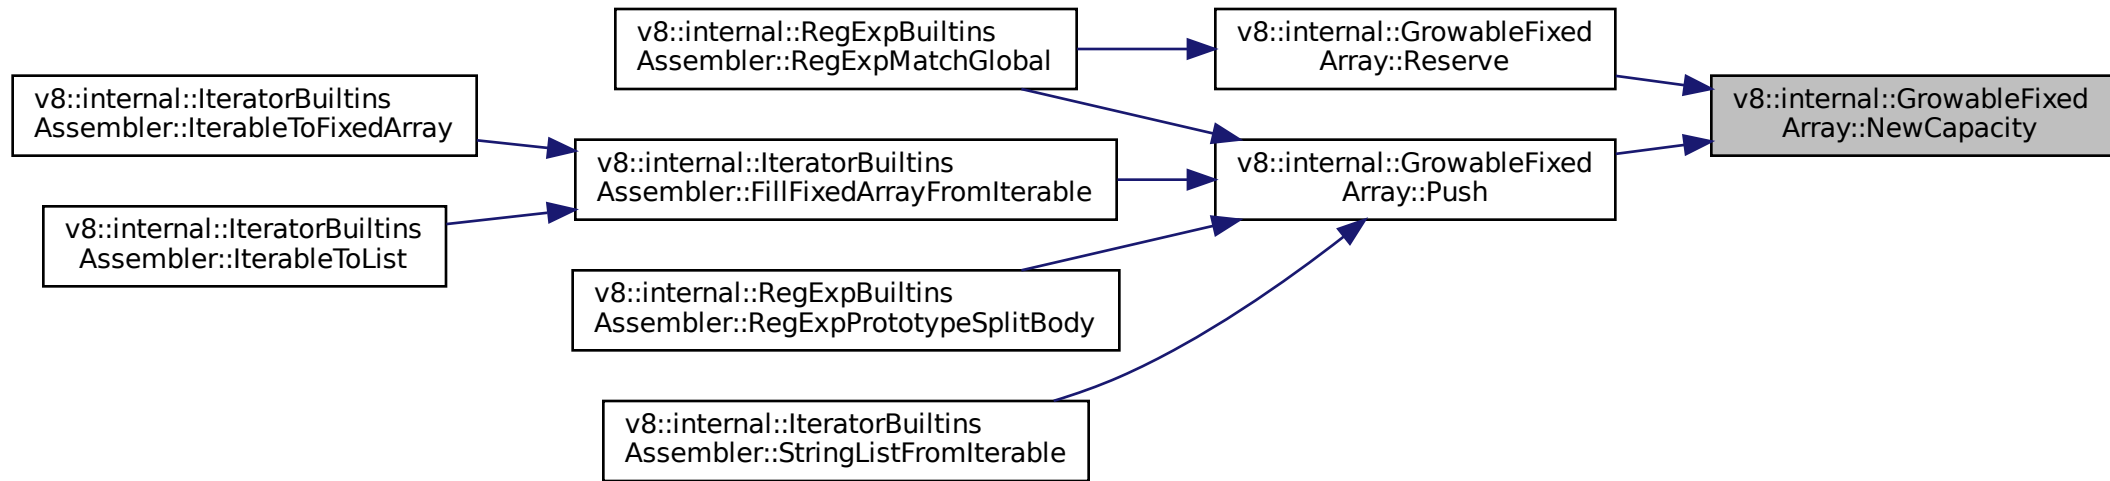 v8::internal::RegExpBuiltins
Assembler::RegExpMatchGlobal
v8::internal::GrowableFixed
Array::Reserve
v8::internal::IteratorBuiltins
Assembler::IterableToFixedArray
v8::internal::GrowableFixed
Array::NewCapacity
v8::internal::IteratorBuiltins
Assembler::FillFixedArrayFromIterable
v8::internal::GrowableFixed
Array::Push
v8::internal::IteratorBuiltins
Assembler::IterableToList
v8::internal::RegExpBuiltins
Assembler::RegExpPrototypeSplitBody
v8::internal::IteratorBuiltins
Assembler::StringListFromIterable